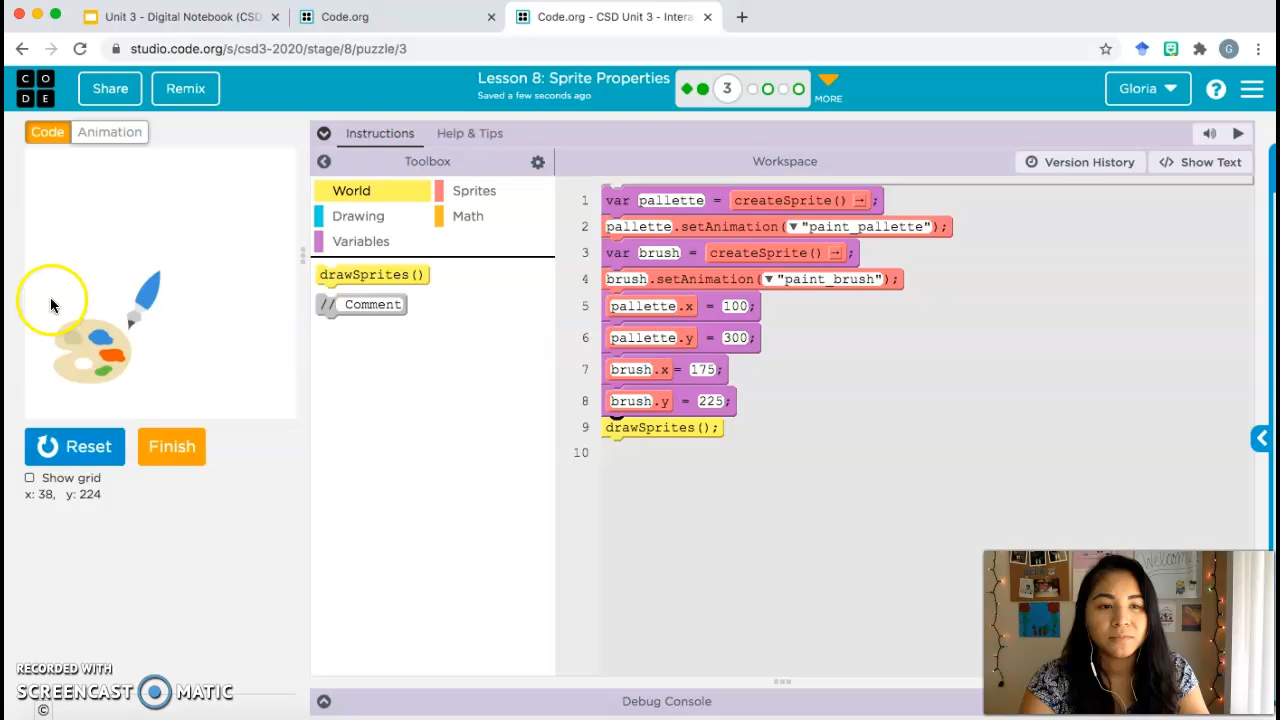 Unit 3 - Digital Notebook (CSD
Code.org
Code.org - CSD Unit 3 - Intera
studio.code.org/s/csd3-2020/stage/8/puzzle/3
G
C O
D E
Share
Remix
Lesson 8: Sprite Properties
Saved a few seconds ago
3
MORE
Gloria
?
Code
Animation
Instructions
Help & Tips
Toolbox
Workspace
Version History
</> Show Text
World
Sprites
Drawing
Math
Variables
drawSprites()
// Comment
1 var pallette = createSprite() ;
2 pallette.setAnimation( "paint_pallette");
3 var brush = createSprite() ;
4 brush.setAnimation( "paint_brush");
5 pallette.x = 100;
6 pallette.y = 300;
7 brush.x = 175;
8 brush.y = 225;
9 drawSprites();
10
Reset
Finish
Show grid
x: 38, y: 224
Debug Console
RECORDED WITH
SCREENCAST MATIC
©